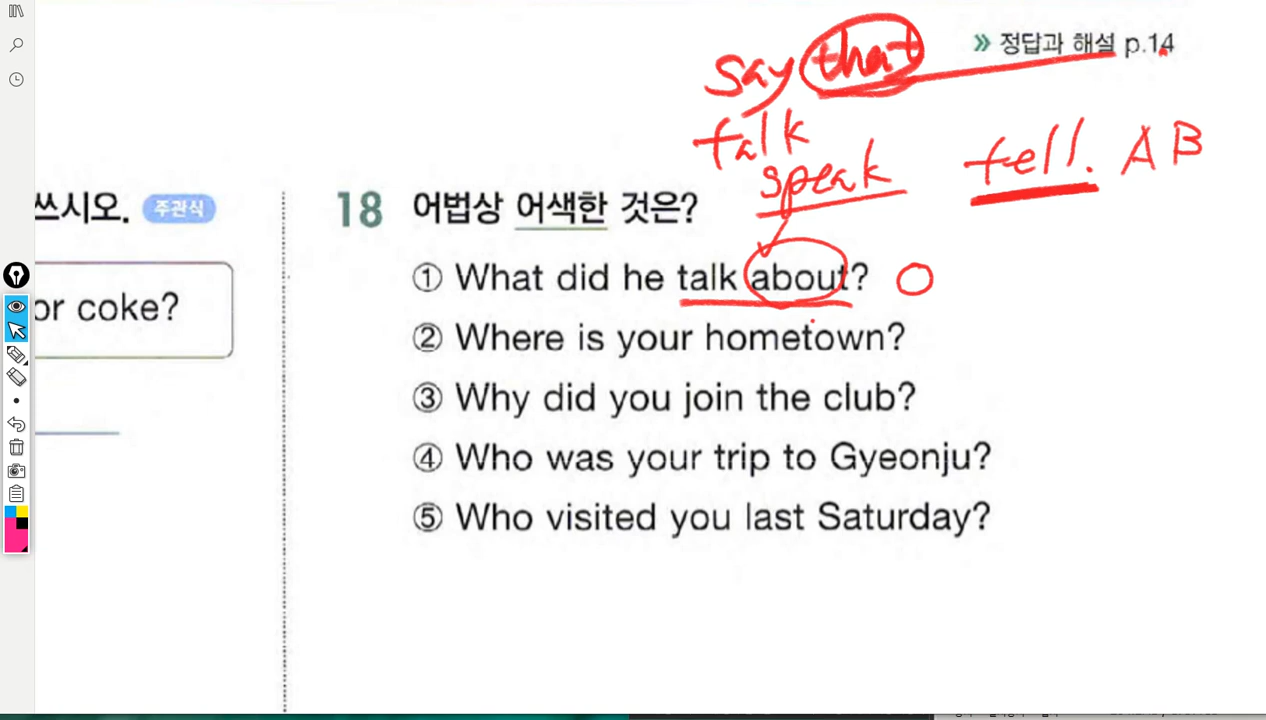 » 정답과 해설 p.14
say that
talk
speak
tell. A B
쓰시오. 주관식
or coke?
18 어법상 어색한 것은?
① What did he talk about?
② Where is your hometown?
③ Why did you join the club?
④ Who was your trip to Gyeonju?
⑤ Who visited you last Saturday?